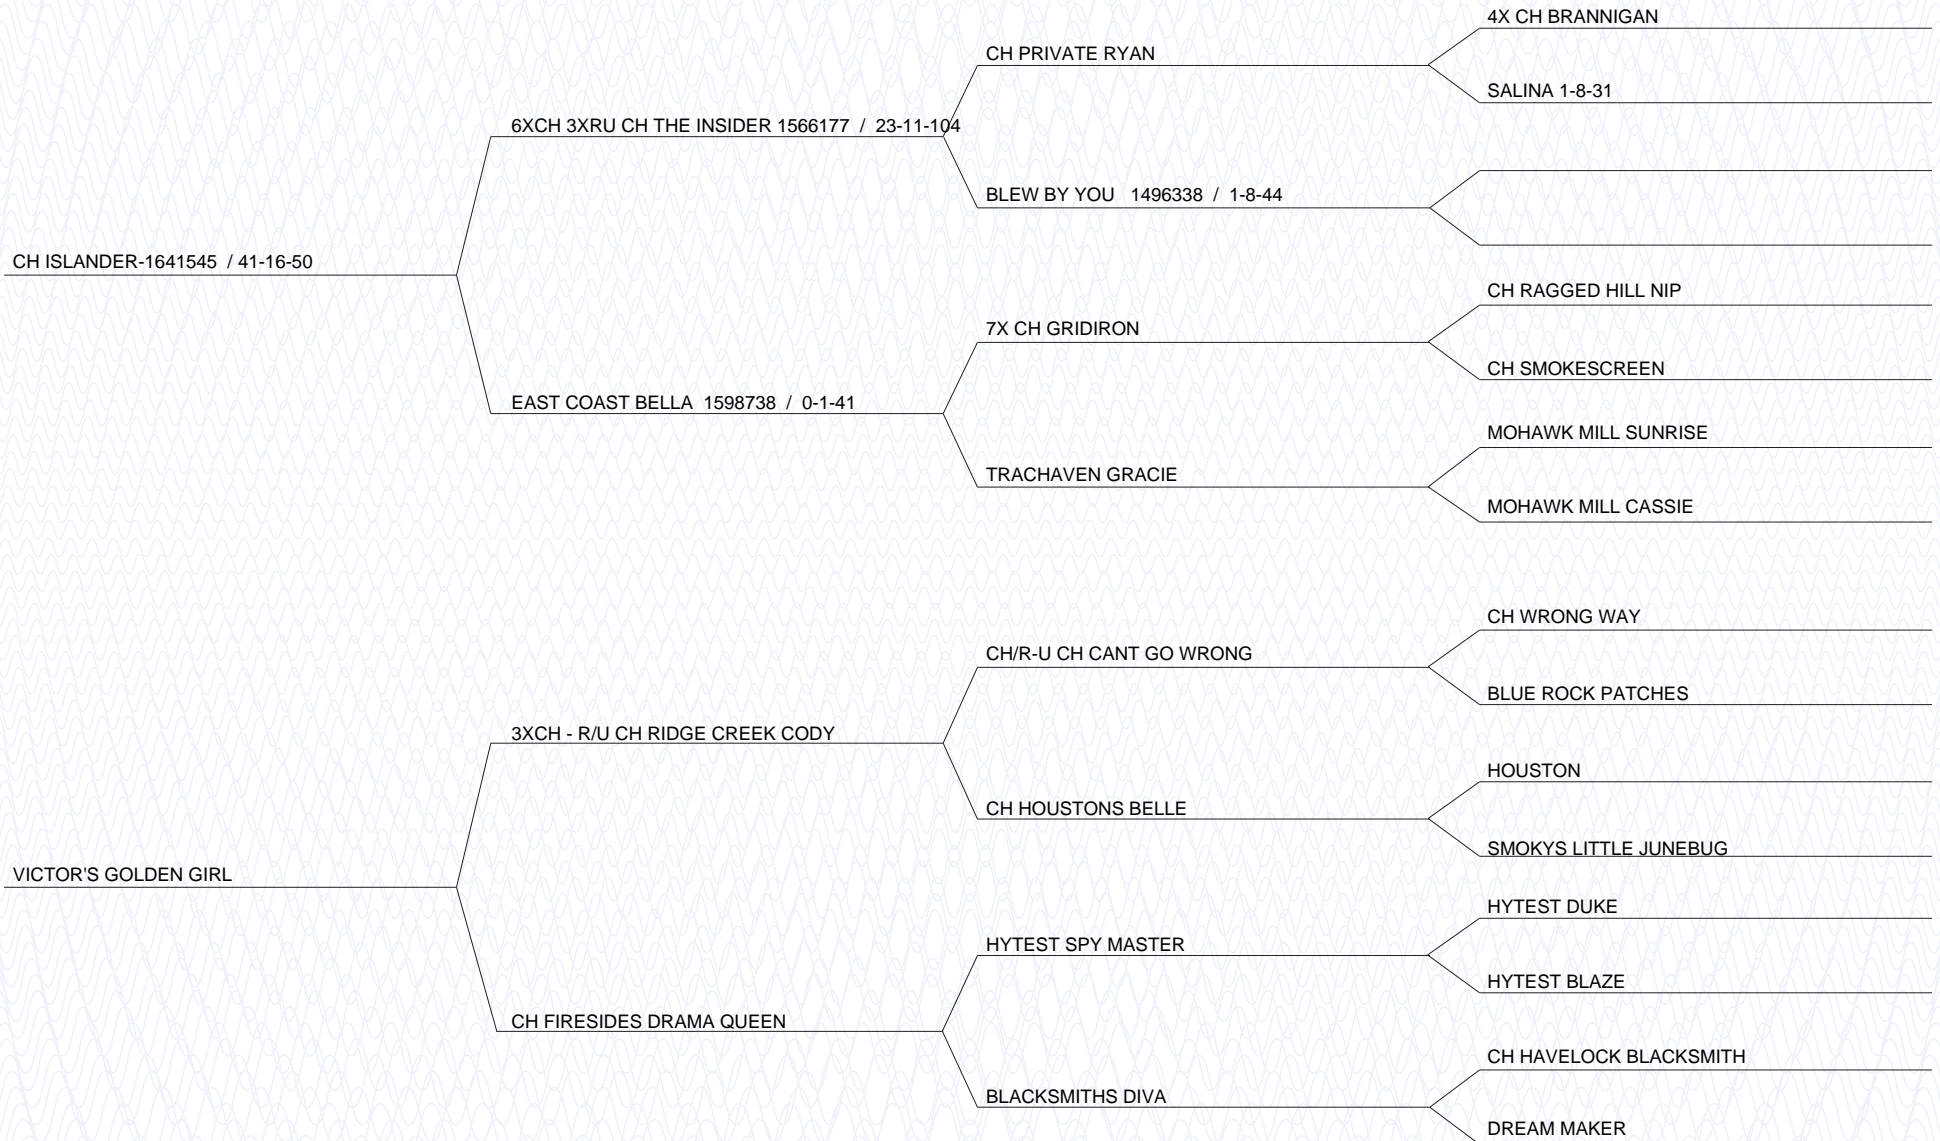 4X CH BRANNIGAN
CH PRIVATE RYAN
SALINA 1-8-31
6XCH 3XRU CH THE INSIDER 1566177 / 23-11-104
BLEW BY YOU 1496338 / 1-8-44
CH ISLANDER-1641545 / 41-16-50
CH RAGGED HILL NIP
7X CH GRIDIRON
CH SMOKESCREEN
EAST COAST BELLA 1598738 / 0-1-41
MOHAWK MILL SUNRISE
TRACHAVEN GRACIE
MOHAWK MILL CASSIE
CH WRONG WAY
CH/R-U CH CANT GO WRONG
BLUE ROCK PATCHES
3XCH - R/U CH RIDGE CREEK CODY
HOUSTON
CH HOUSTONS BELLE
SMOKYS LITTLE JUNEBUG
VICTOR'S GOLDEN GIRL
HYTEST DUKE
HYTEST SPY MASTER
HYTEST BLAZE
CH FIRESIDES DRAMA QUEEN
CH HAVELOCK BLACKSMITH
BLACKSMITHS DIVA
DREAM MAKER